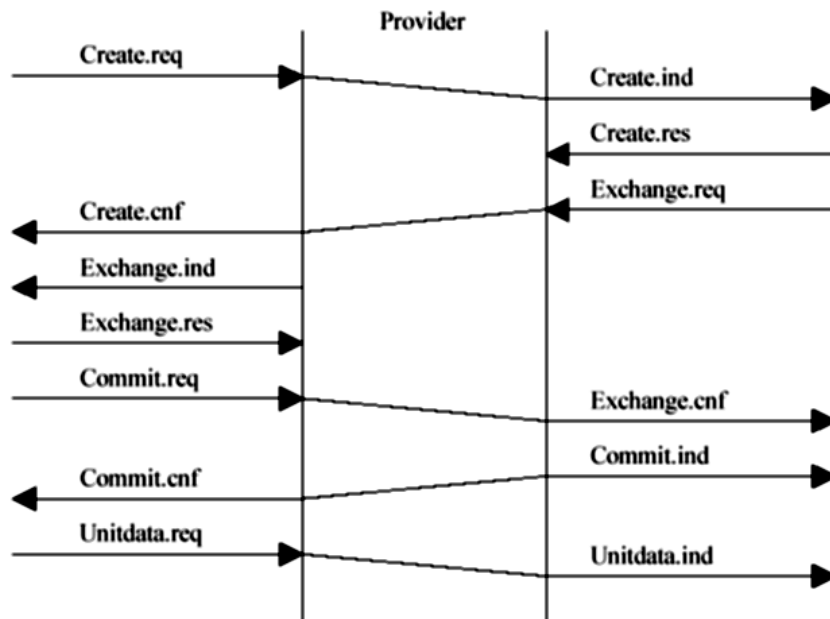 Provider
Create.req
Create.ind
Create.res
Exchange.req
Create.cnf
Exchange.ind
Exchange.res
Commit.req
Exchange.cnf
Commit.ind
Commit.cnf
Unitdata.req
Unitdata.ind